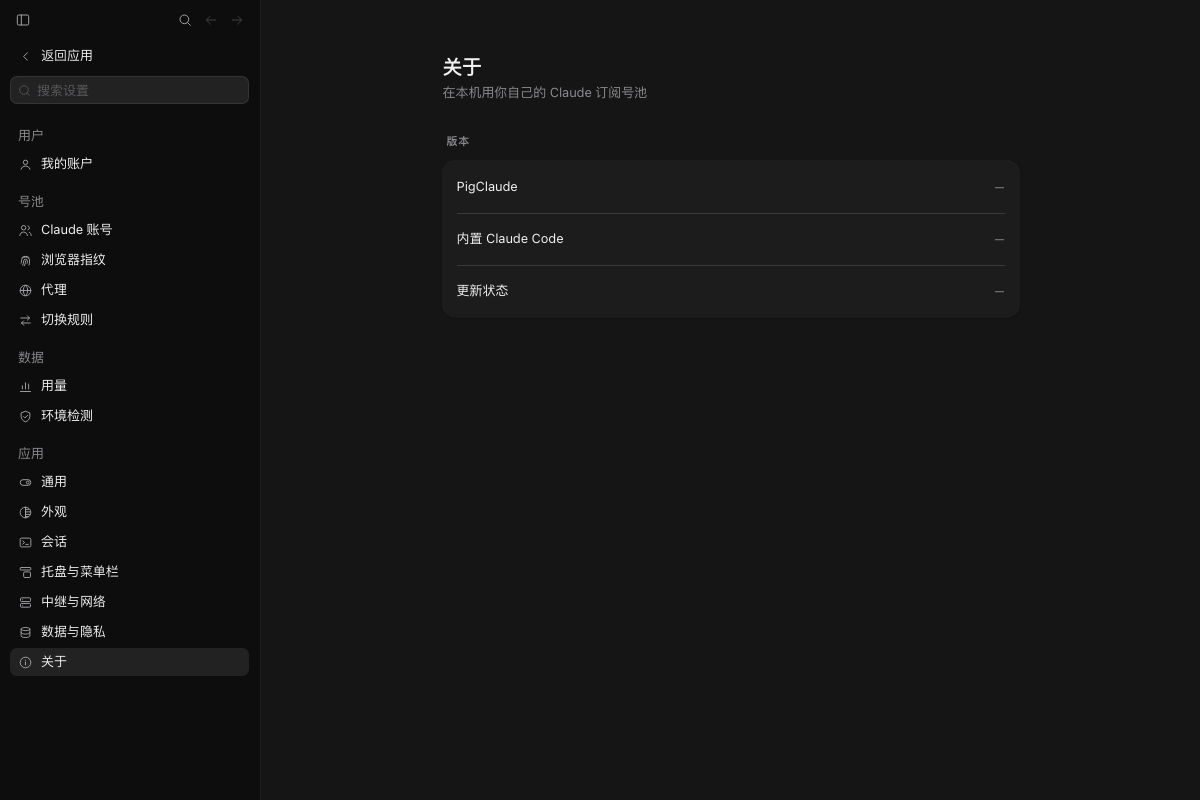 返回应用
搜索设置
用户
我的账户
号池
Claude 账号
浏览器指纹
代理
切换规则
数据
用量
环境检测
应用
通用
外观
会话
托盘与菜单栏
中继与网络
数据与隐私
关于
关于
在本机用你自己的 Claude 订阅号池
版本
PigClaude —
内置 Claude Code —
更新状态 —